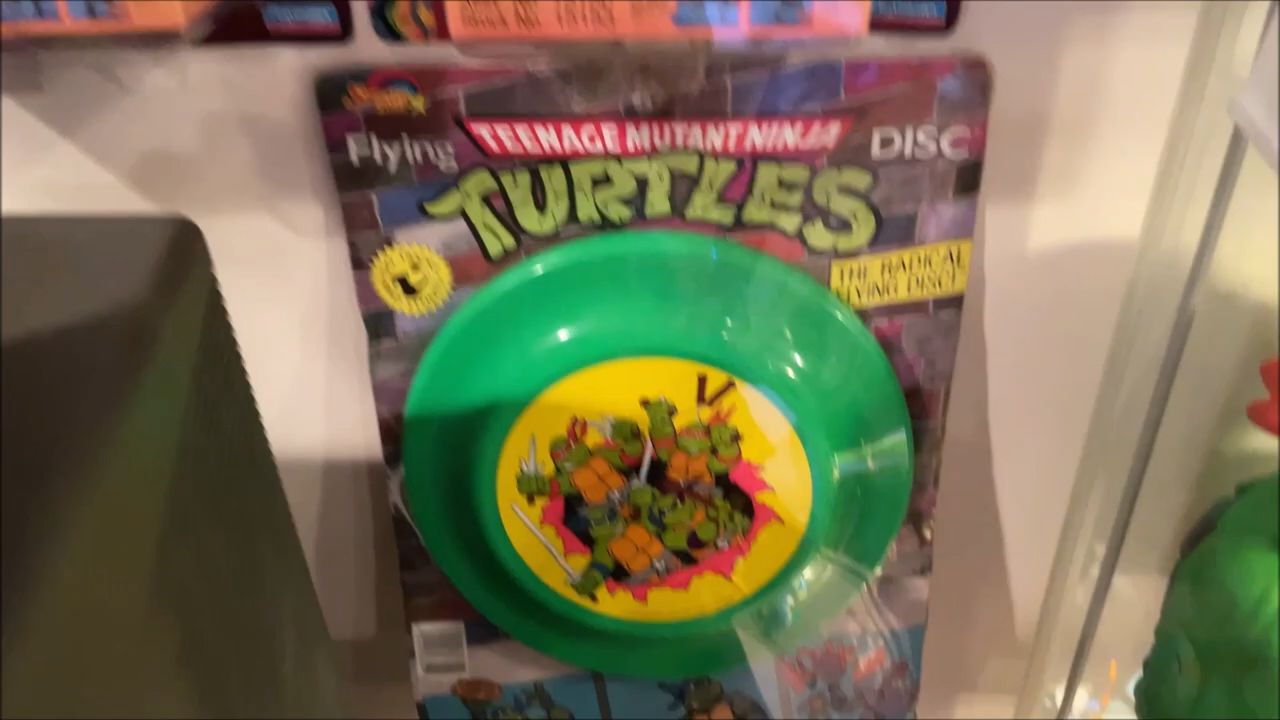 Flying
TEENAGE MUTANT NINJA
DISC
TURTLES
THE RADICAL
FLYING DISC!